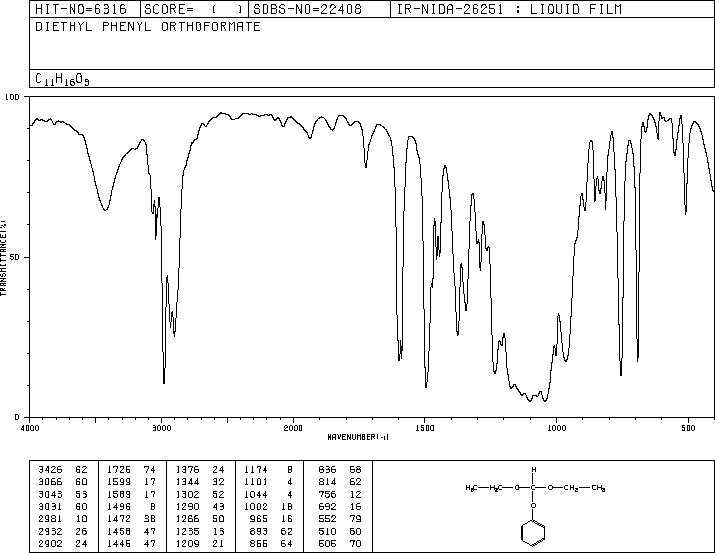 HIT-NO=6316 SCORE= ( ) SDBS-NO=22408 IR-NIDA-26251 : LIQUID FILM
DIETHYL PHENYL ORTHOFORMATE
C11H16O3
100
50
0
TRANSMITTANCE(%)
4000 3000 2000 1500 1000 500
WAVENUMBER(-1)
3426 62 1726 74 1376 24 1174 8 836 68
3066 60 1599 17 1344 32 1101 4 814 62
3043 53 1589 17 1302 52 1044 4 756 12
3031 60 1496 8 1290 43 1002 18 692 16
2981 10 1472 38 1266 50 965 16 552 79
2932 26 1458 47 1235 13 893 62 510 60
2902 24 1446 47 1209 21 866 64 505 70
H
H3C—H2C—O—C—O—CH2—CH3
O